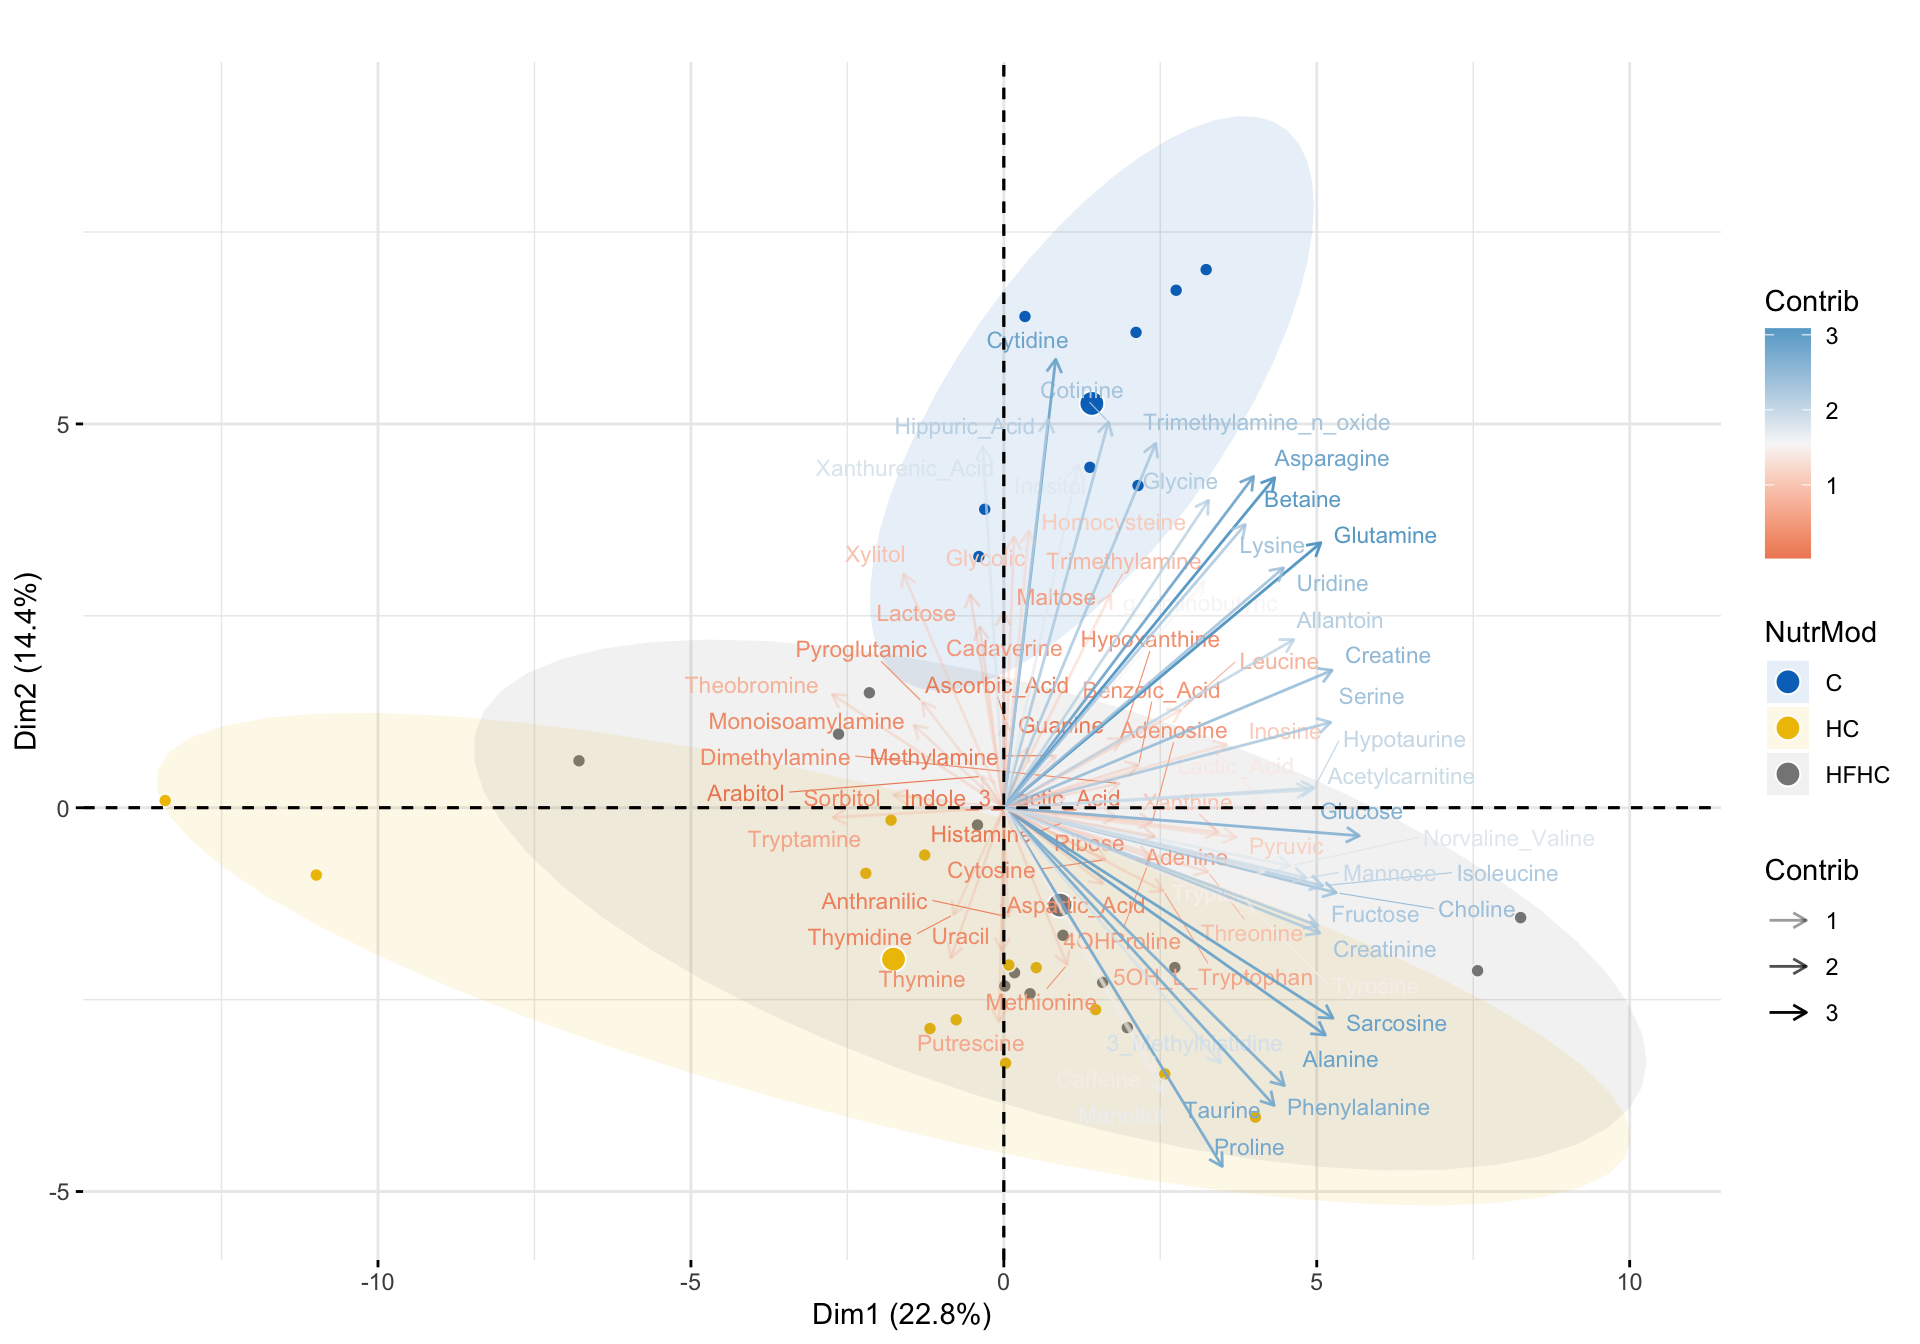 Cytidine
Cotinine
Hippuric_Acid
Trimethylamine_n_oxide
Asparagine
Xanthurenic_Acid
Inositol
Glycine
Betaine
Homocysteine
Glutamine
Xylitol
Glycolic
Trimethylamine
Lysine
Uridine
Lactose
Maltose
Allantoin
Pyroglutamic
Cadaverine
Hypoxanthine
Leucine
Creatine
Theobromine
Ascorbic_Acid
Benzoic_Acid
Serine
Monoisoamylamine
Guanine
Adenosine
Inosine
Hypotaurine
Dimethylamine
Methylamine
Lactic_Acid
Acetylcarnitine
Arabitol
Sorbitol
Indole_3_lactic_Acid
Xanthine
Glucose
Tryptamine
Histamine
Ribose
Pyruvic
Norvaline_Valine
Cytosine
Adenine
Mannose
Isoleucine
Anthranilic
Aspartic_Acid
Fructose
Choline
Thymidine
Uracil
4OHProline
Threonine
Creatinine
Thymine
5OH_L_Tryptophan
Tyrosine
Methionine
Sarcosine
Putrescine
3_Methylhistidine
Alanine
Caffeine
Mannitol
Taurine
Phenylalanine
Proline
5
0
-5
-10
-5
0
5
10
Dim1 (22.8%)
Dim2 (14.4%)
Contrib
3
2
1
NutrMod
C
HC
HFHC
Contrib
1
2
3